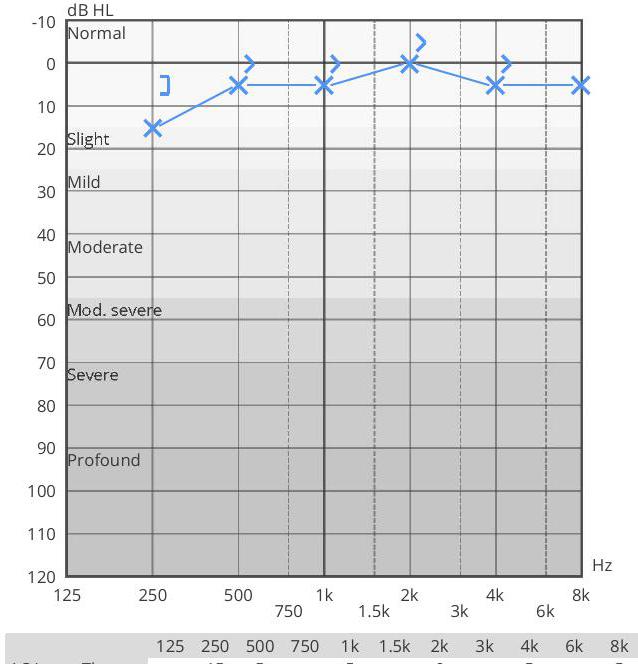 dB HL
-10
Normal
0
10
Slight
20
Mild
30
40
Moderate
50
Mod. severe
60
70
Severe
80
90
Profound
100
110
120
Hz
125 250 500 1k 2k 4k 8k
750 1.5k 3k 6k
125 250 500 750 1k 1.5k 2k 3k 4k 6k 8k